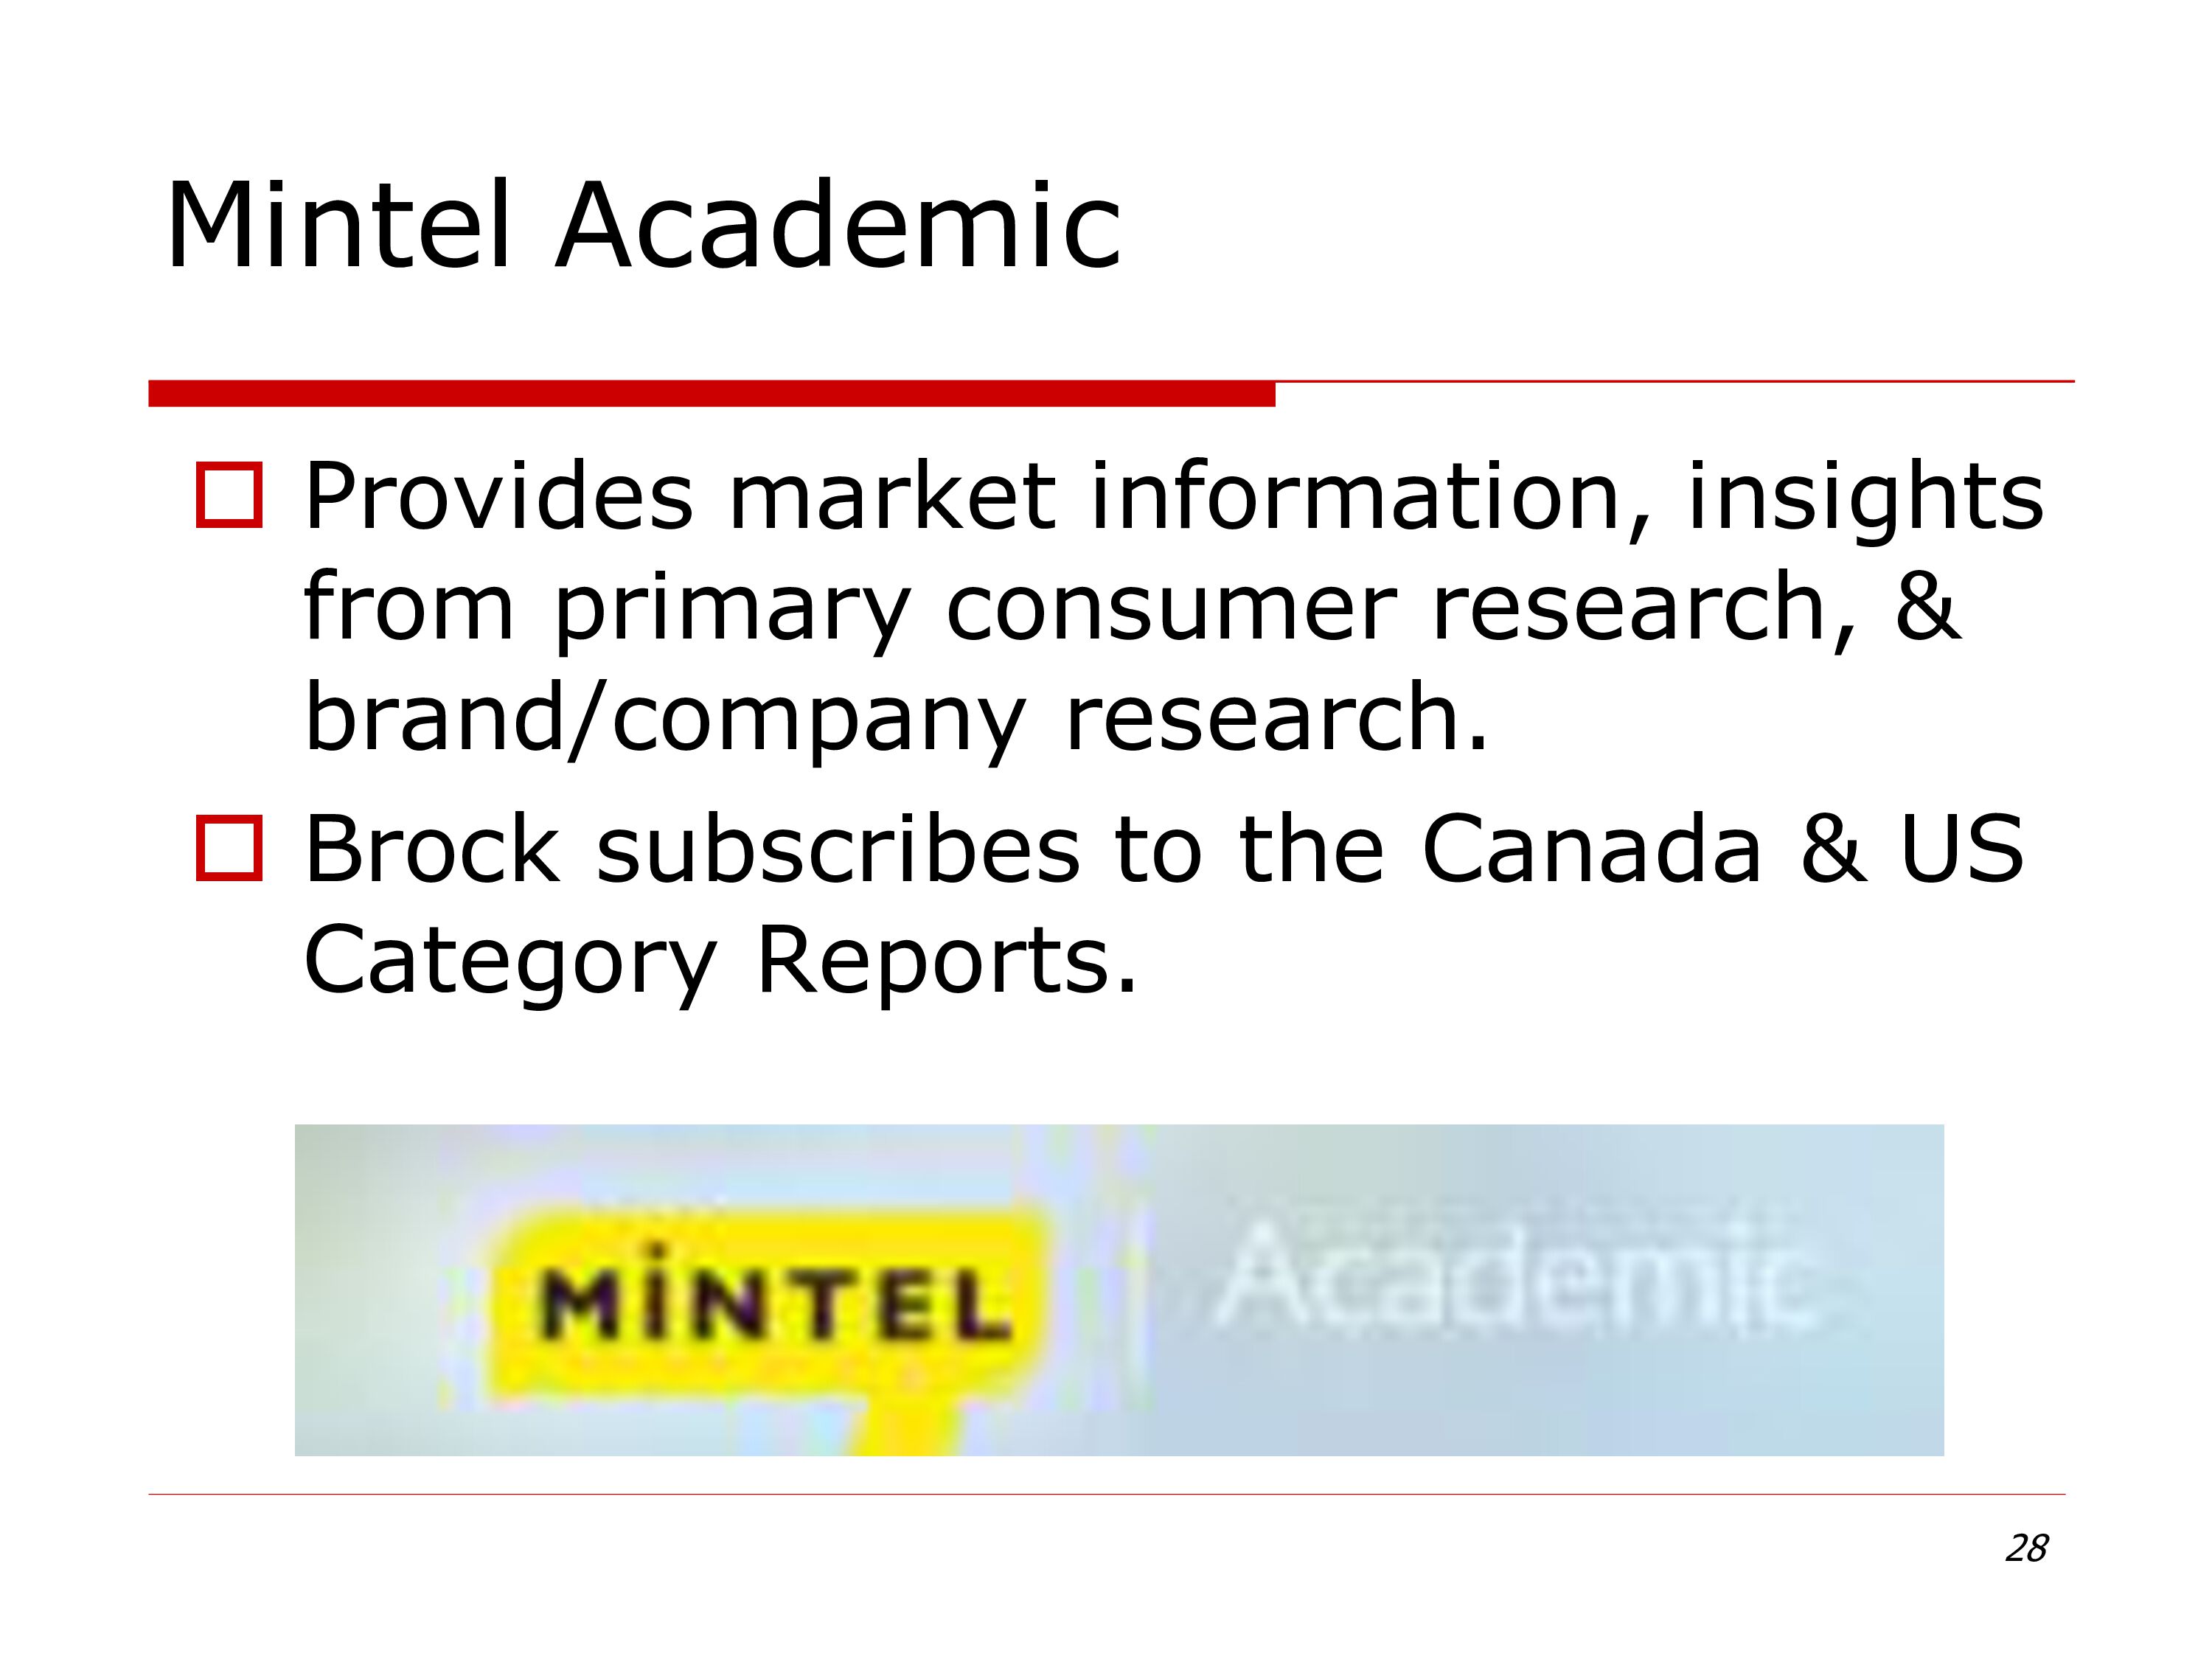 Mintel Academic
Provides market information, insights
from primary consumer research, &
brand/company research.
Brock subscribes to the Canada & US
Category Reports.
MiNTEL Academic
28